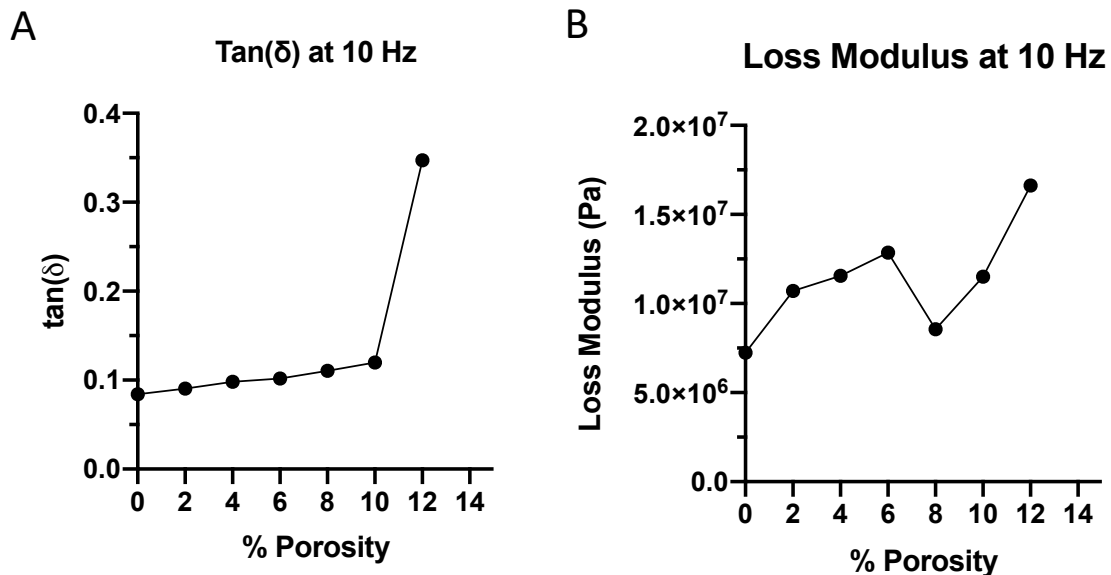 A
Tan(δ) at 10 Hz
tan(δ)
0.4
0.3
0.2
0.1
0.0
0 2 4 6 8 10 12 14
% Porosity
B
Loss Modulus at 10 Hz
Loss Modulus (Pa)
2.0×10⁷
1.5×10⁷
1.0×10⁷
5.0×10⁶
0.0
0 2 4 6 8 10 12 14
% Porosity